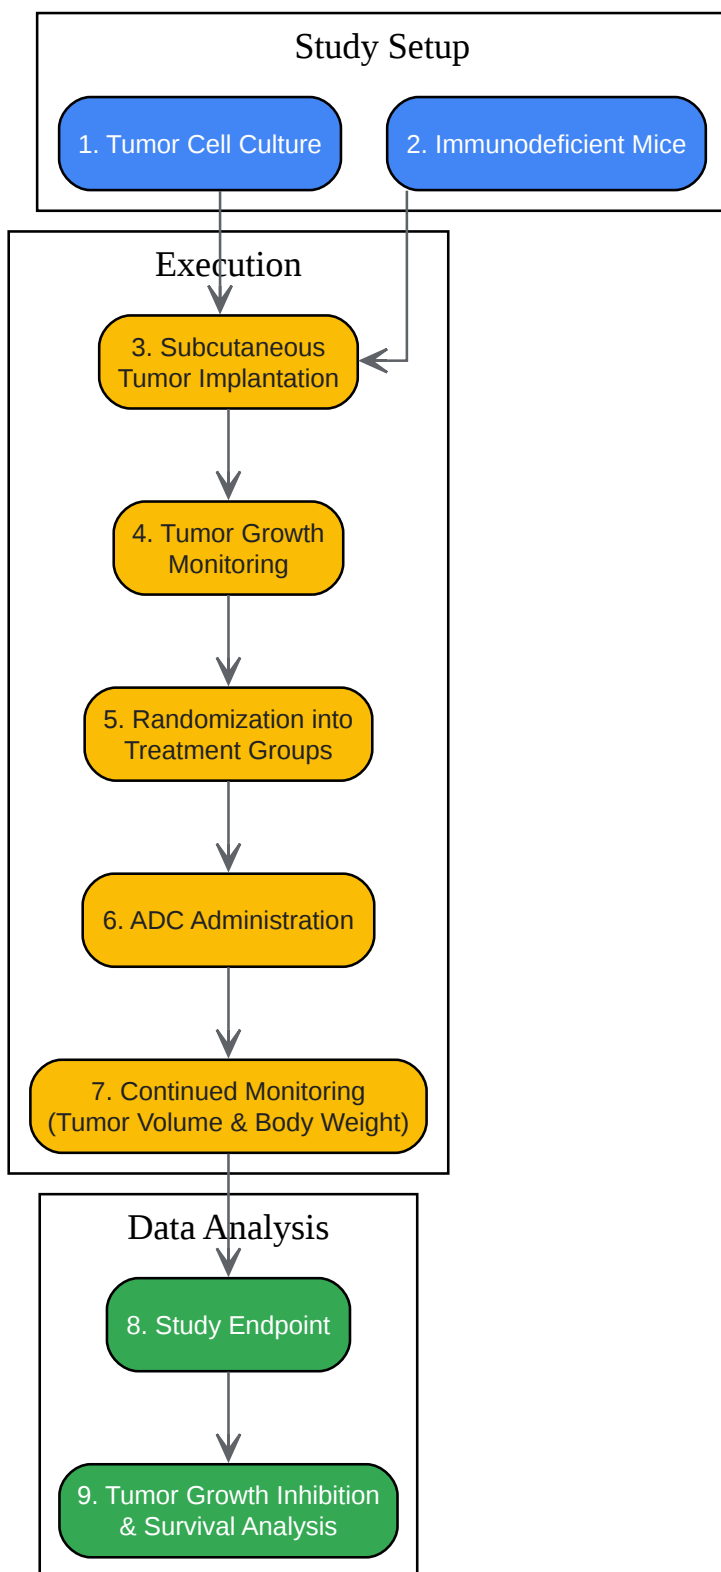 Study Setup
1. Tumor Cell Culture
2. Immunodeficient Mice
Execution
3. Subcutaneous
Tumor Implantation
4. Tumor Growth
Monitoring
5. Randomization into
Treatment Groups
6. ADC Administration
7. Continued Monitoring
(Tumor Volume & Body Weight)
Data Analysis
8. Study Endpoint
9. Tumor Growth Inhibition
& Survival Analysis